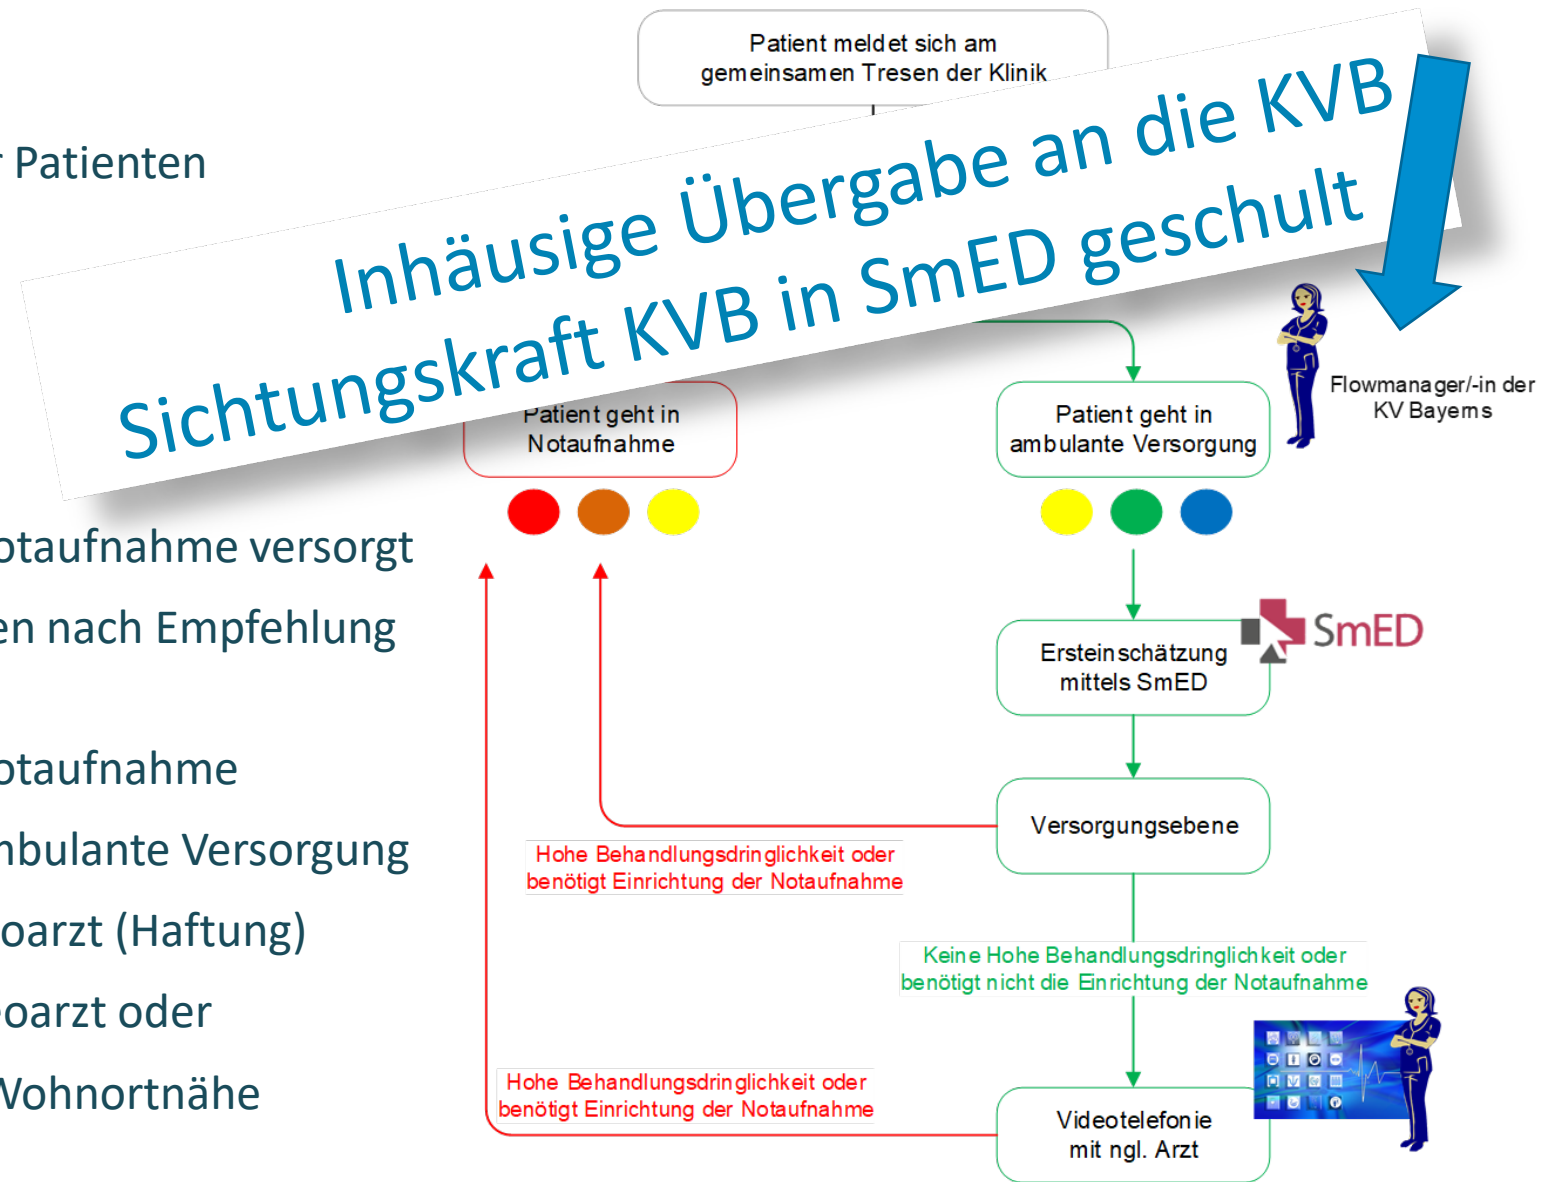 Patient meldet sich am
gemeinsamen Tresen der Klinik
Patienten
Inhäusige Übergabe an die KVB
Sichtungskraft KVB in SmED geschult
Flowmanager/-in der
KV Bayerns
Patient geht in
Notaufnahme
Patient geht in
ambulante Versorgung
otaufnahme versorgt
en nach Empfehlung
Ersteinschätzung
mittels SmED
SmED
otaufnahme
mbulante Versorgung
Versorgungsebene
Hohe Behandlungsdringlichkeit oder
benötigt Einrichtung der Notaufnahme
oarzt (Haftung)
eoarzt oder
Wohnortnähe
Keine Hohe Behandlungsdringlichkeit oder
benötigt nicht die Einrichtung der Notaufnahme
Hohe Behandlungsdringlichkeit oder
benötigt Einrichtung der Notaufnahme
Videotelefonie
mit ngl. Arzt